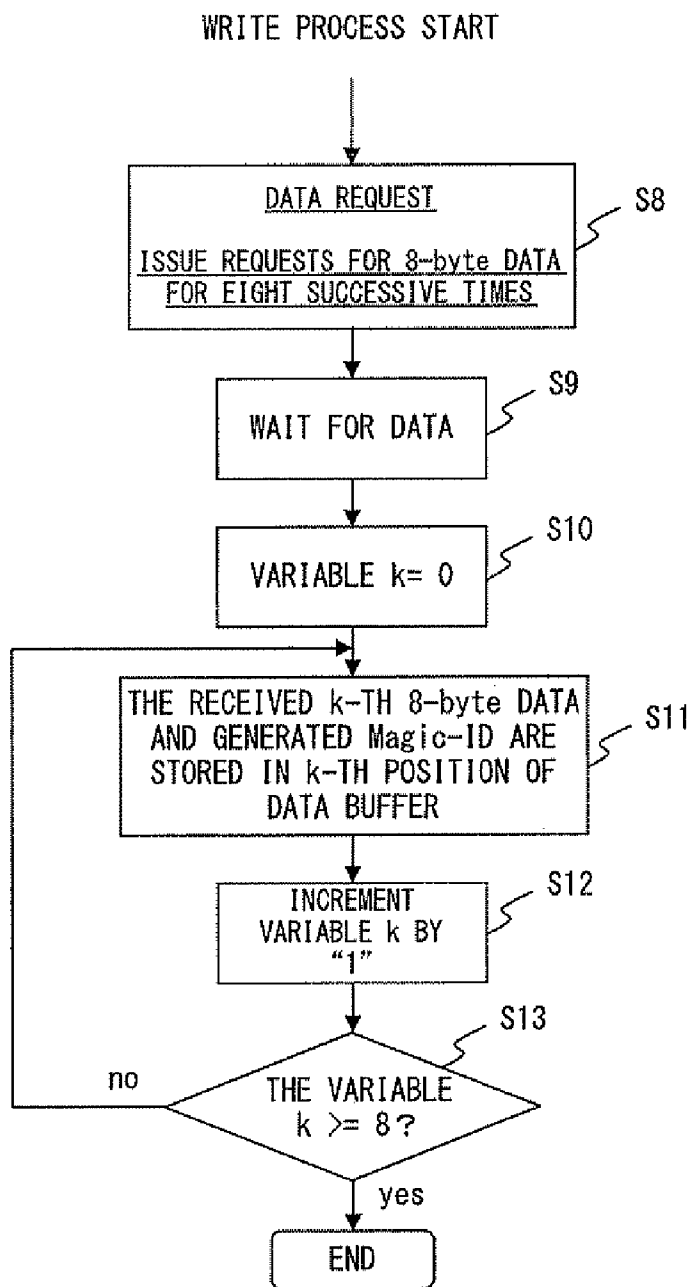 WRITE PROCESS START
DATA REQUEST
S8
ISSUE REQUESTS FOR 8-byte DATA
FOR EIGHT SUCCESSIVE TIMES
S9
WAIT FOR DATA
S10
VARIABLE k= 0
THE RECEIVED k-TH 8-byte DATA
S11
AND GENERATED Magic-ID ARE
STORED IN k-TH POSITION OF
DATA BUFFER
S12
INCREMENT
VARIABLE k BY
“1”
S13
no
THE VARIABLE
k >= 8?
yes
END